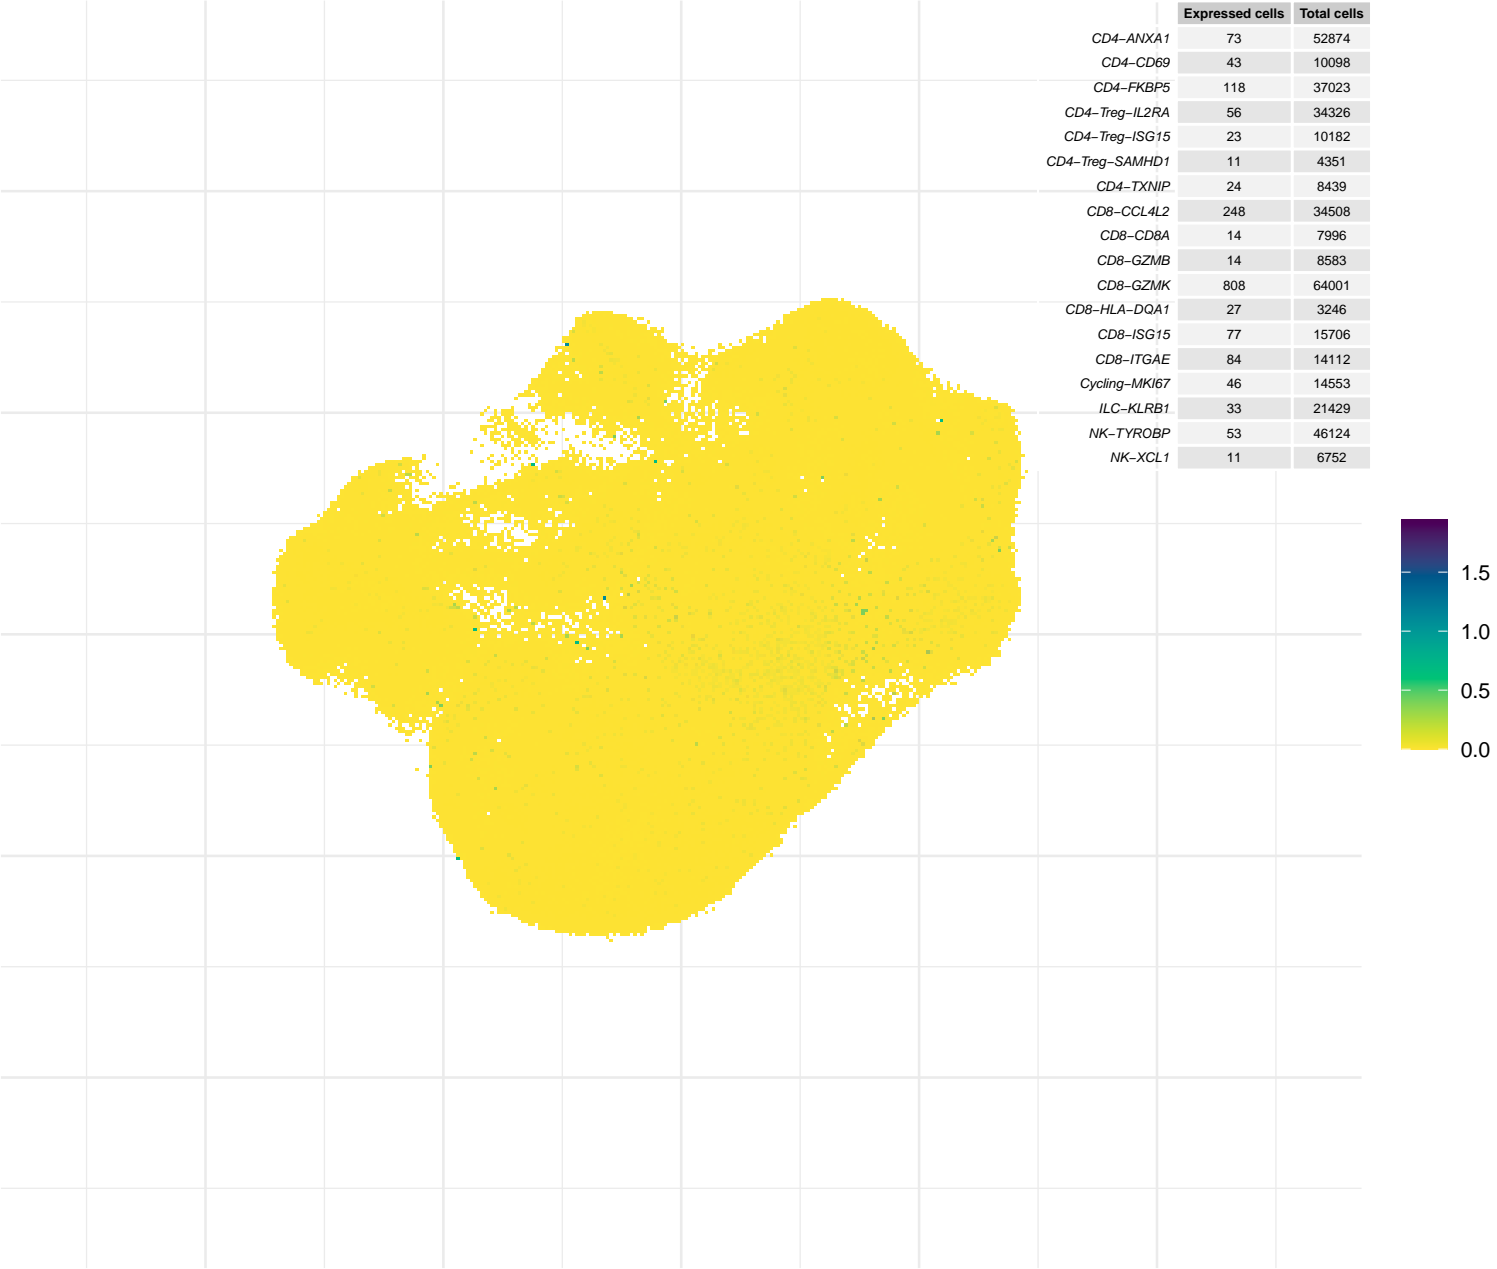 Expressed cells Total cells
CD4−ANXA1 73 52874
CD4−CD69 43 10098
CD4−FKBP5 118 37023
CD4−Treg−IL2RA 56 34326
CD4−Treg−ISG15 23 10182
CD4−Treg−SAMHD1 11 4351
CD4−TXNIP 24 8439
CD8−CCL4L2 248 34508
CD8−CD8A 14 7996
CD8−GZMB 14 8583
CD8−GZMK 808 64001
CD8−HLA−DQA1 27 3246
CD8−ISG15 77 15706
CD8−ITGAE 84 14112
Cycling−MKI67 46 14553
ILC−KLRB1 33 21429
NK−TYROBP 53 46124
NK−XCL1 11 6752
1.5
1.0
0.5
0.0